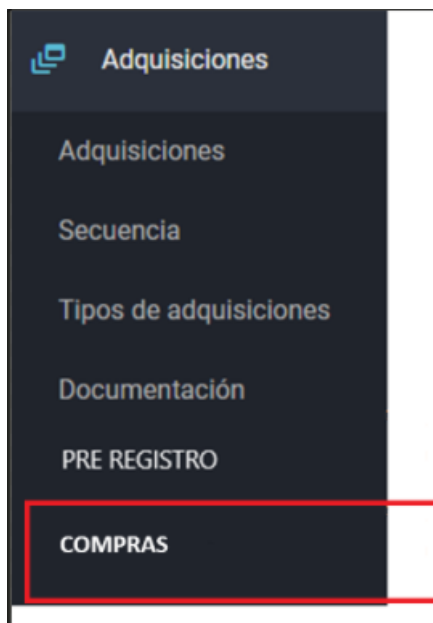 Adquisiciones
Adquisiciones
Secuencia
Tipos de adquisiciones
Documentación
PRE REGISTRO
COMPRAS